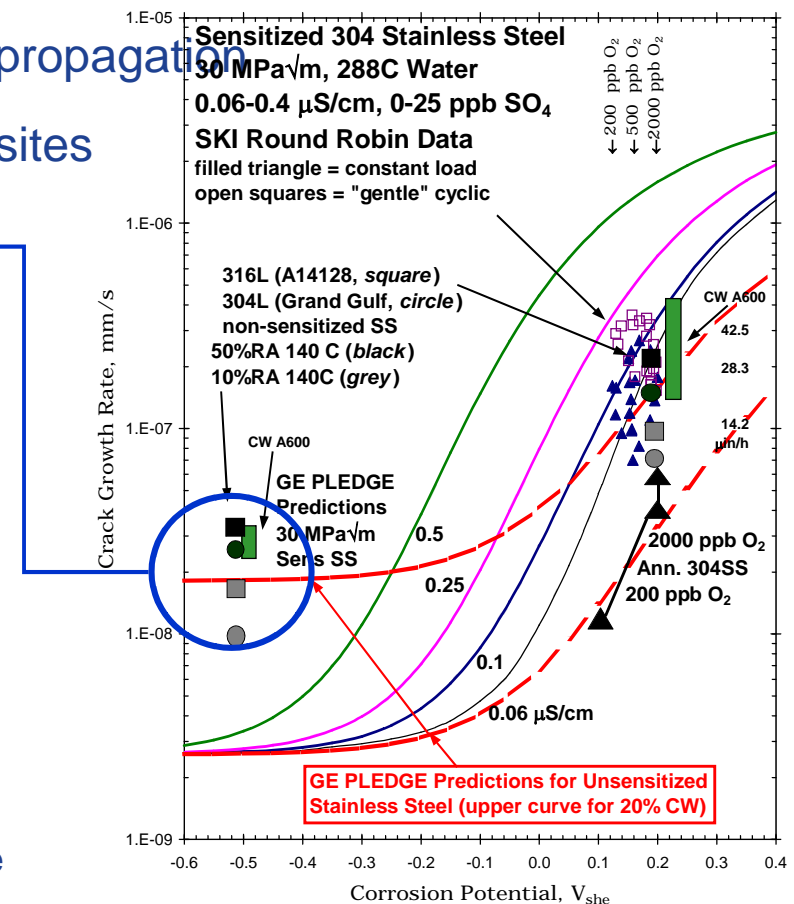 propagation
sites
e
1.E-05
1.E-06
1.E-07
1.E-08
1.E-09
Crack Growth Rate, mm/s
Sensitized 304 Stainless Steel
30 MPa√m, 288C Water
0.06-0.4 μS/cm, 0-25 ppb SO4
SKI Round Robin Data
filled triangle = constant load
open squares = "gentle" cyclic
←200 ppb O2
←500 ppb O2
←2000 ppb O2
316L (A14128, square)
304L (Grand Gulf, circle)
non-sensitized SS
50%RA 140 C (black)
10%RA 140C (grey)
CW A600
42.5
28.3
14.2
μin/h
CW A600
GE PLEDGE
Predictions
30 MPa√m
Sens SS
0.5
0.25
0.1
0.06 μS/cm
2000 ppb O2
Ann. 304SS
200 ppb O2
GE PLEDGE Predictions for Unsensitized
Stainless Steel (upper curve for 20% CW)
-0.6 -0.5 -0.4 -0.3 -0.2 -0.1 0.0 0.1 0.2 0.3 0.4
Corrosion Potential, Vshe